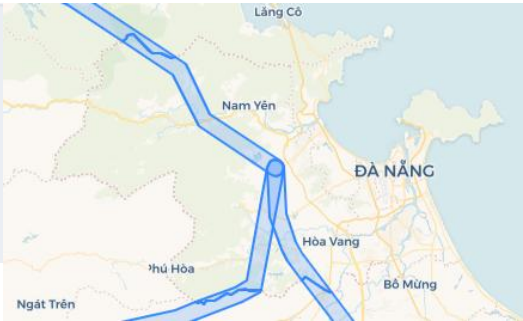 Lăng Cô
Nam Yên
ĐÀ NẴNG
Hòa Vang
Phú Hòa
Bồ Mừng
Ngát Trên